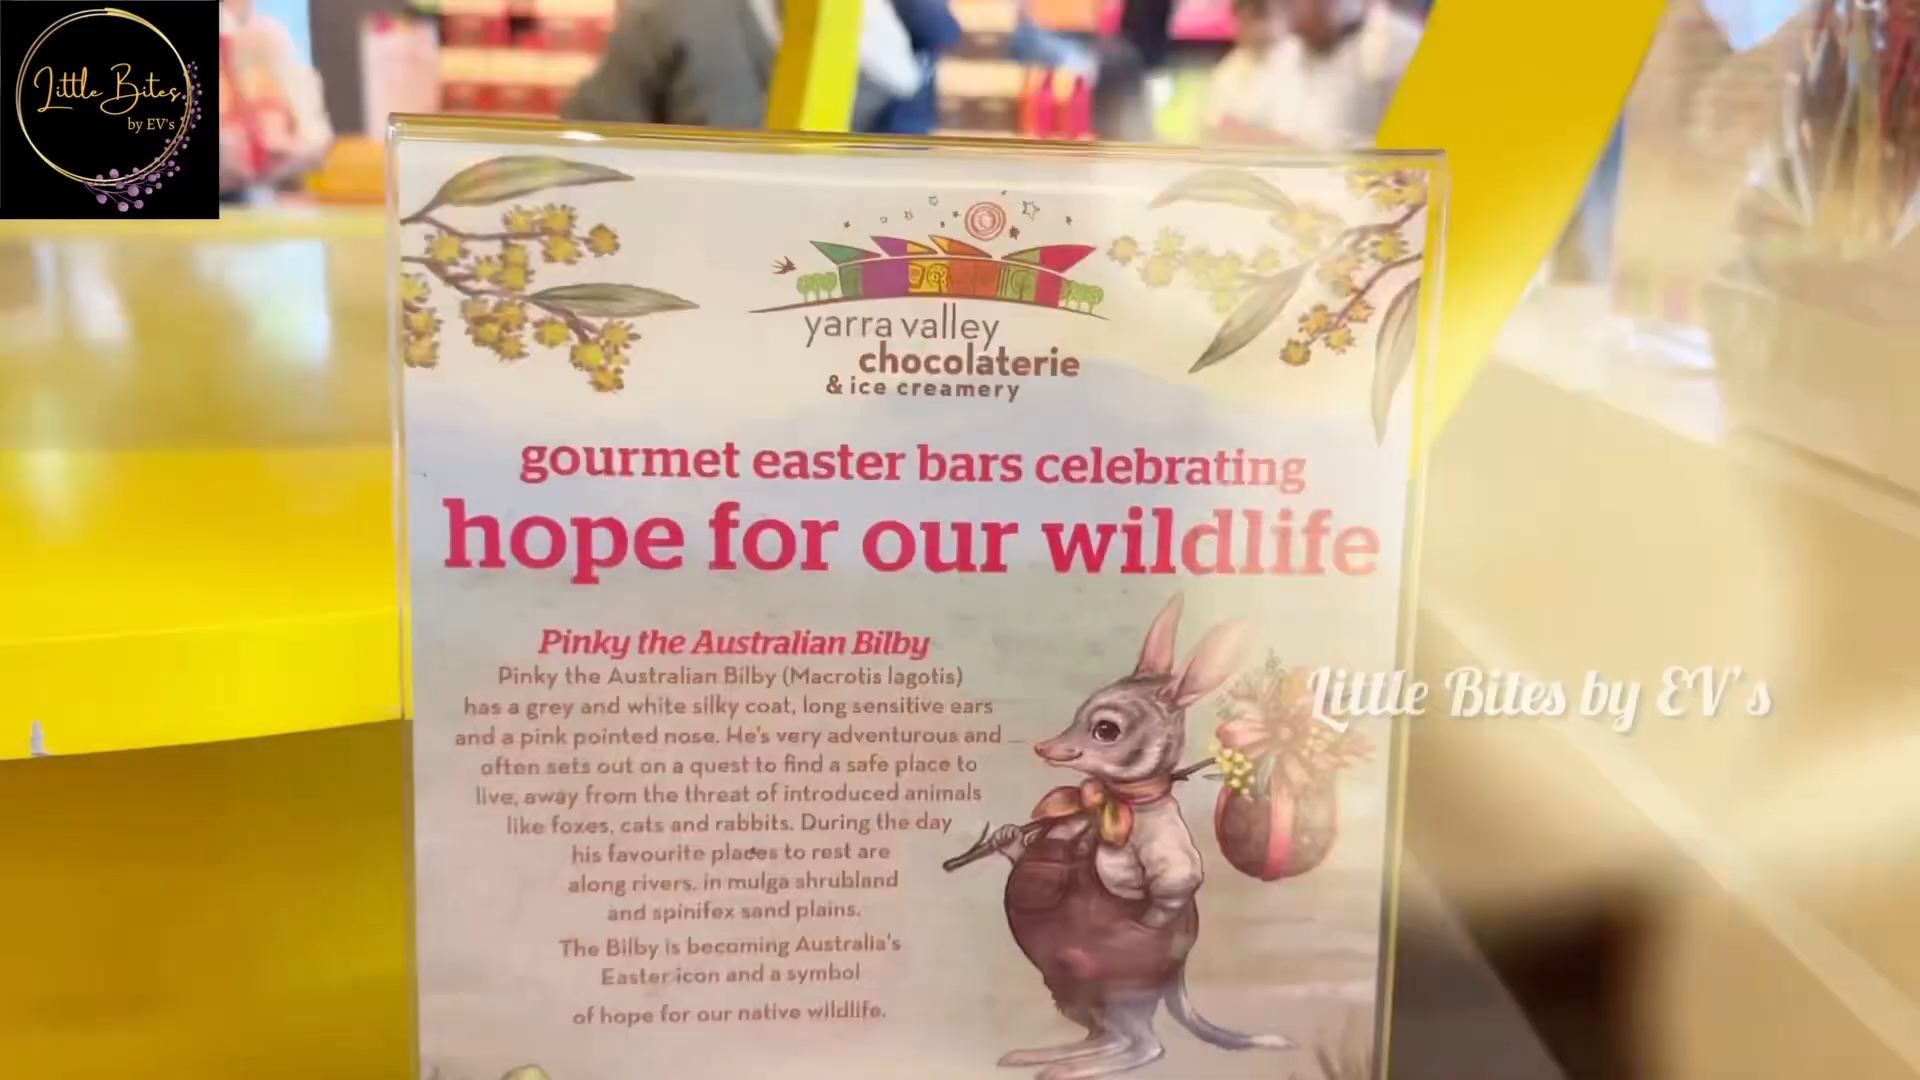 Little Bites
by EV's
yarra valley
chocolaterie
& ice creamery
gourmet easter bars celebrating
hope for our wildlife
Pinky the Australian Bilby
Pinky the Australian Bilby (Macrotis lagotis)
has a grey and white silky coat, long sensitive ears
and a pink pointed nose. He's very adventurous and
often sets out on a quest to find a safe place to
live, away from the threat of introduced animals
like foxes, cats and rabbits. During the day
his favourite places to rest are
along rivers, in mulga shrubland
and spinifex sand plains.
The Bilby is becoming Australia's
Easter icon and a symbol
of hope for our native wildlife.
Little Bites by EV's